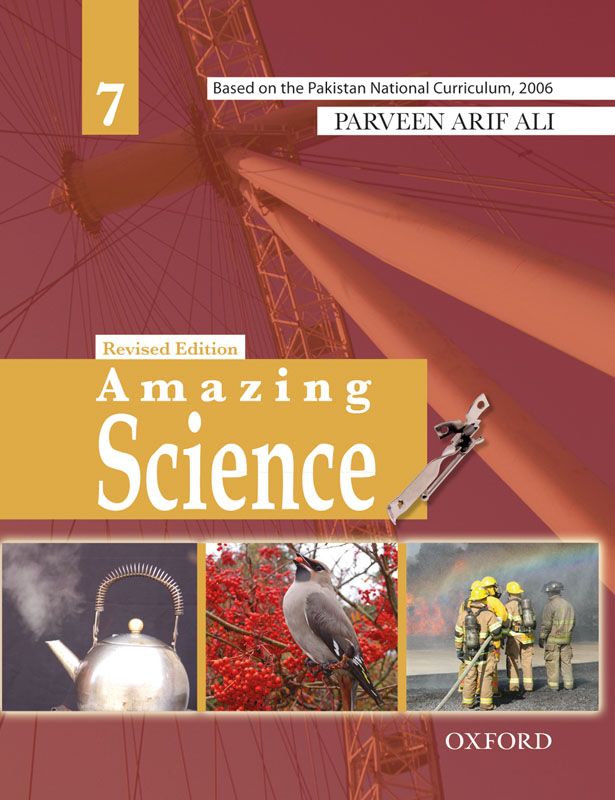 7
Based on the Pakistan National Curriculum, 2006
PARVEEN ARIF ALI
Revised Edition
Amazing
Science
OXFORD